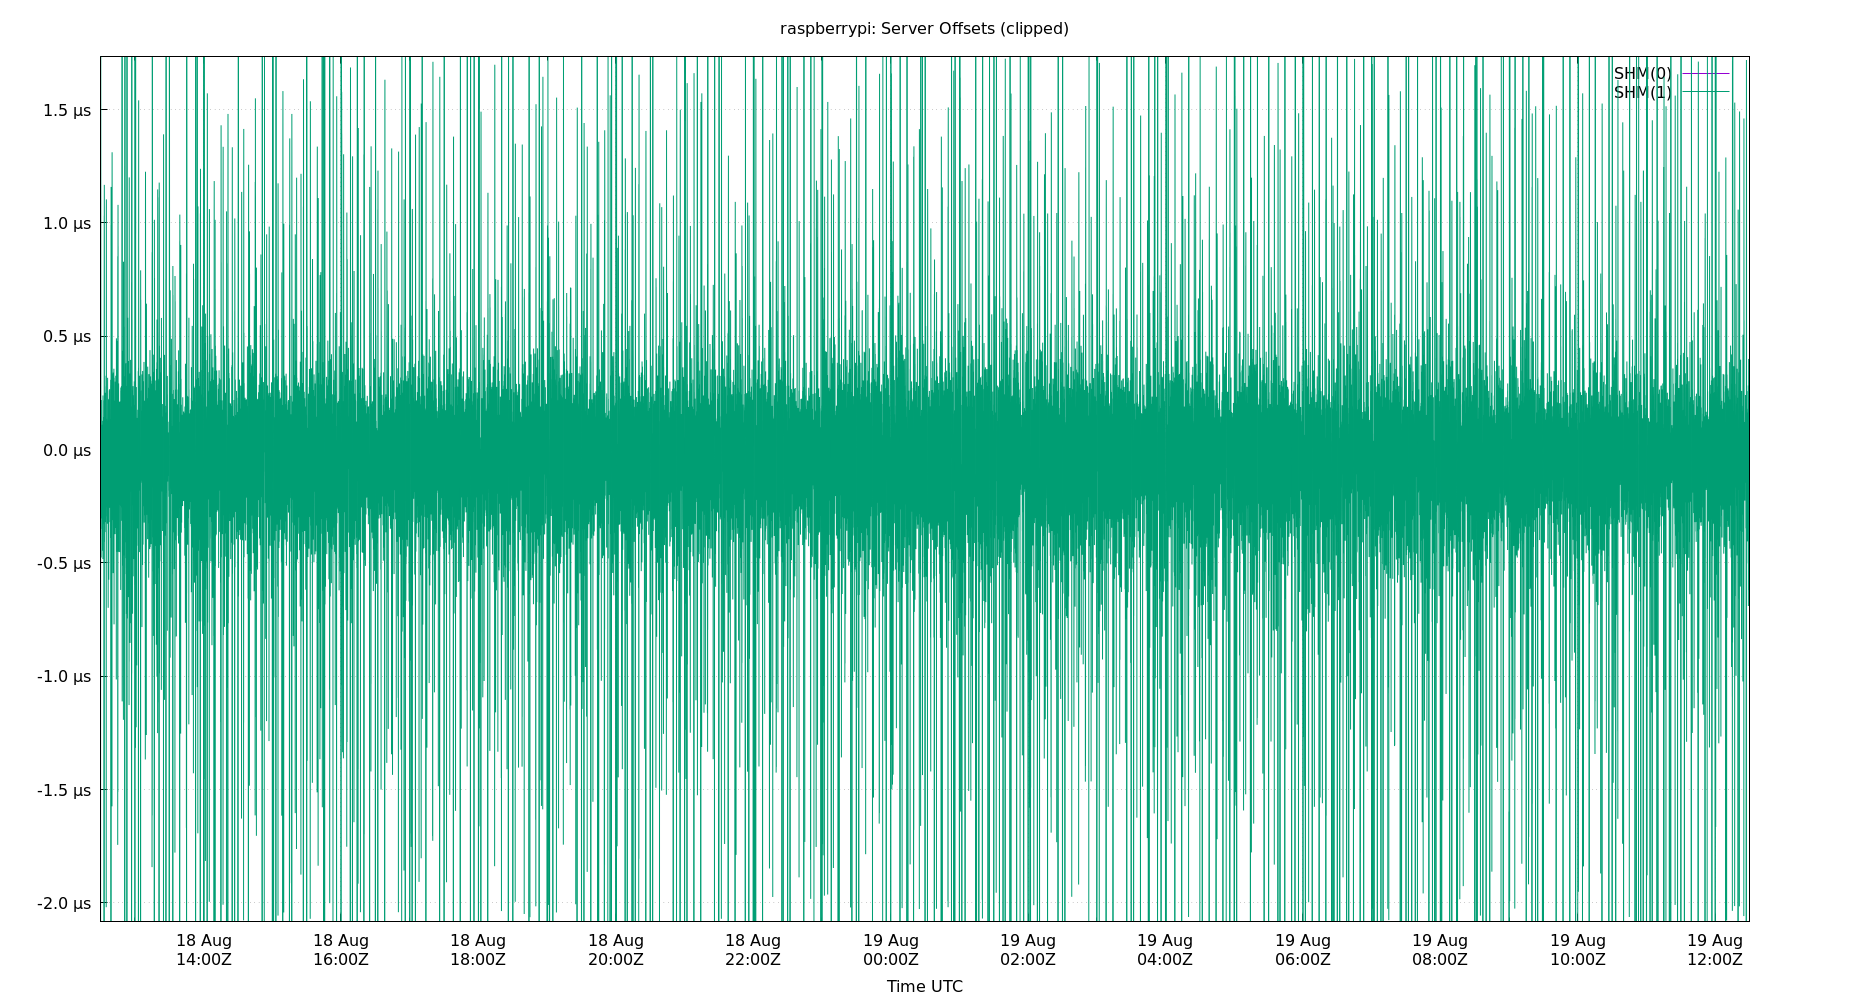 raspberrypi: Server Offsets (clipped)
SHM(0)
SHM(1)
1.5 µs
1.0 µs
0.5 µs
0.0 µs
-0.5 µs
-1.0 µs
-1.5 µs
-2.0 µs
18 Aug 18 Aug 18 Aug 18 Aug 18 Aug 19 Aug 19 Aug 19 Aug 19 Aug 19 Aug 19 Aug 19 Aug
14:00Z 16:00Z 18:00Z 20:00Z 22:00Z 00:00Z 02:00Z 04:00Z 06:00Z 08:00Z 10:00Z 12:00Z
Time UTC